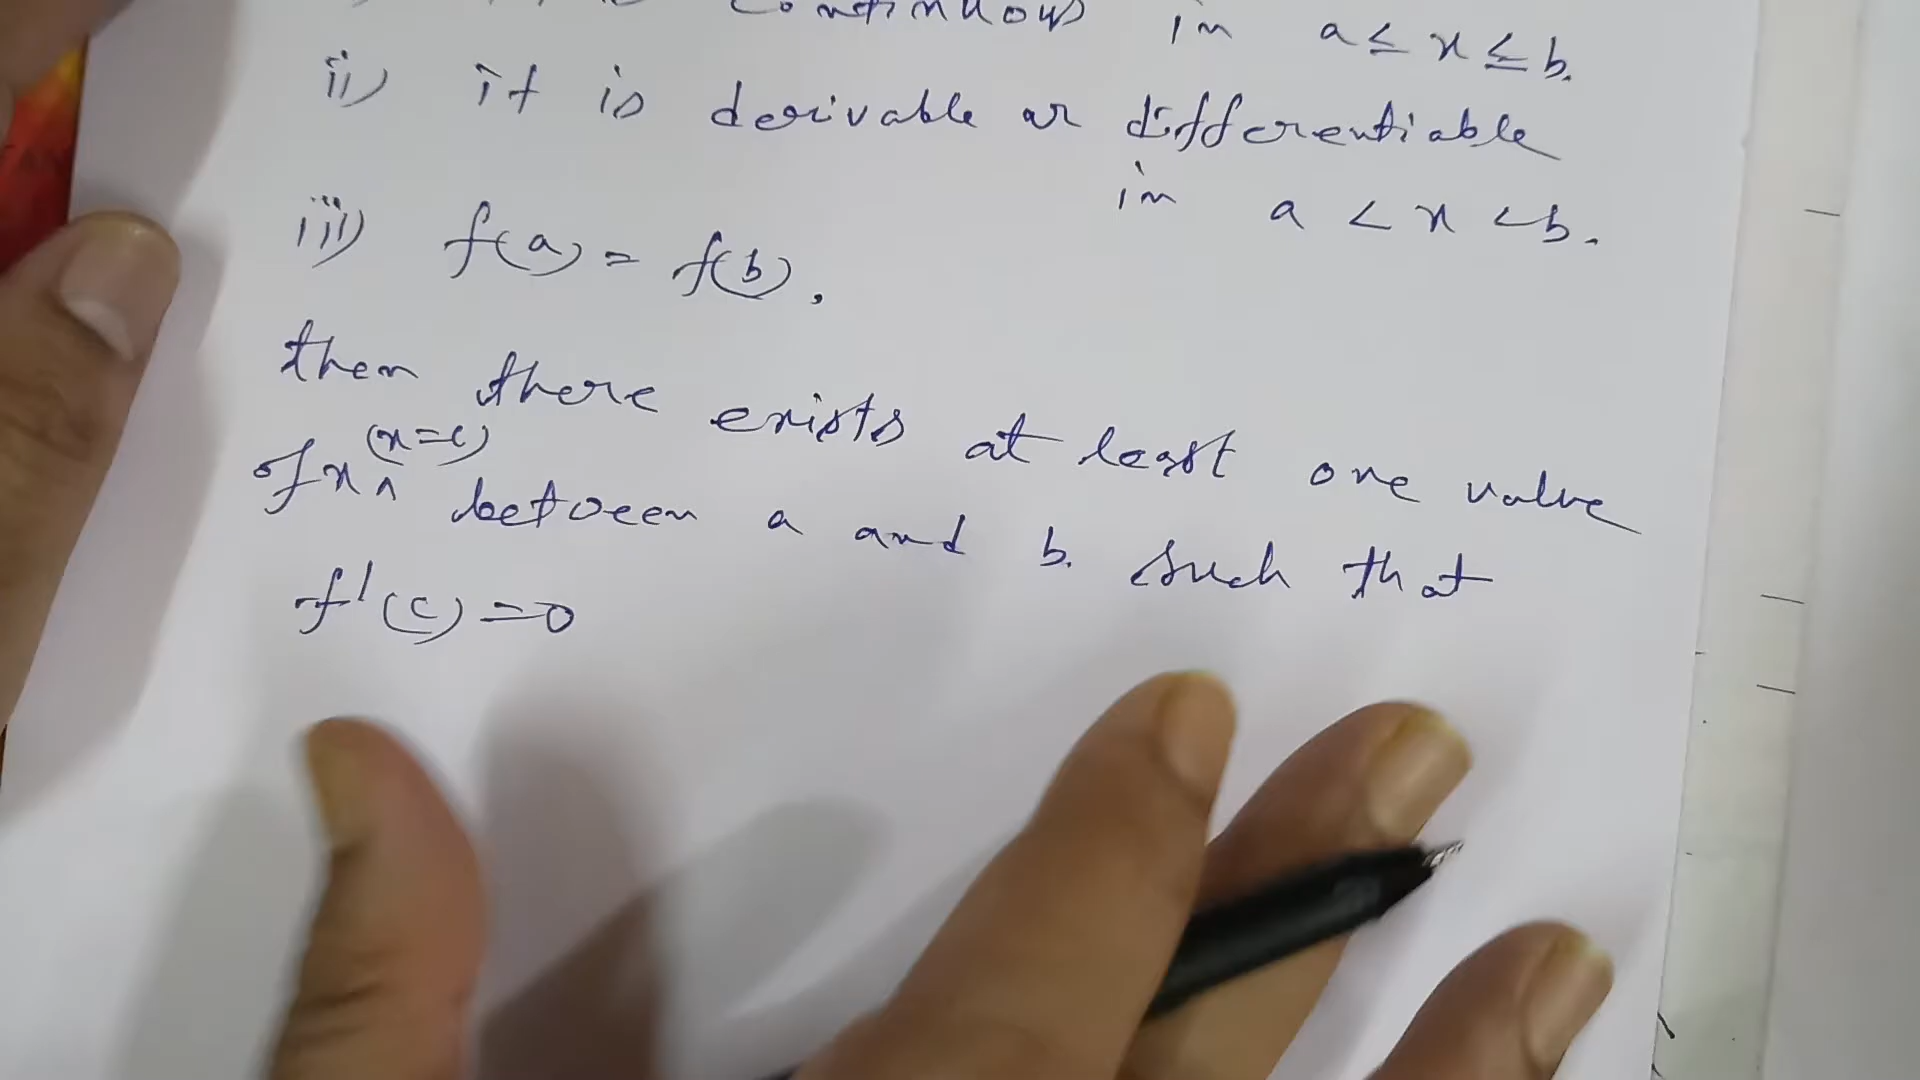 continuous in a ≤ x ≤ b.
ii) it is derivable or differentiable
in a < x < b.
iii) f(a) = f(b).
then there exists at least one value
of x ^ (x=c) between a and b. such that
f'(c) = 0